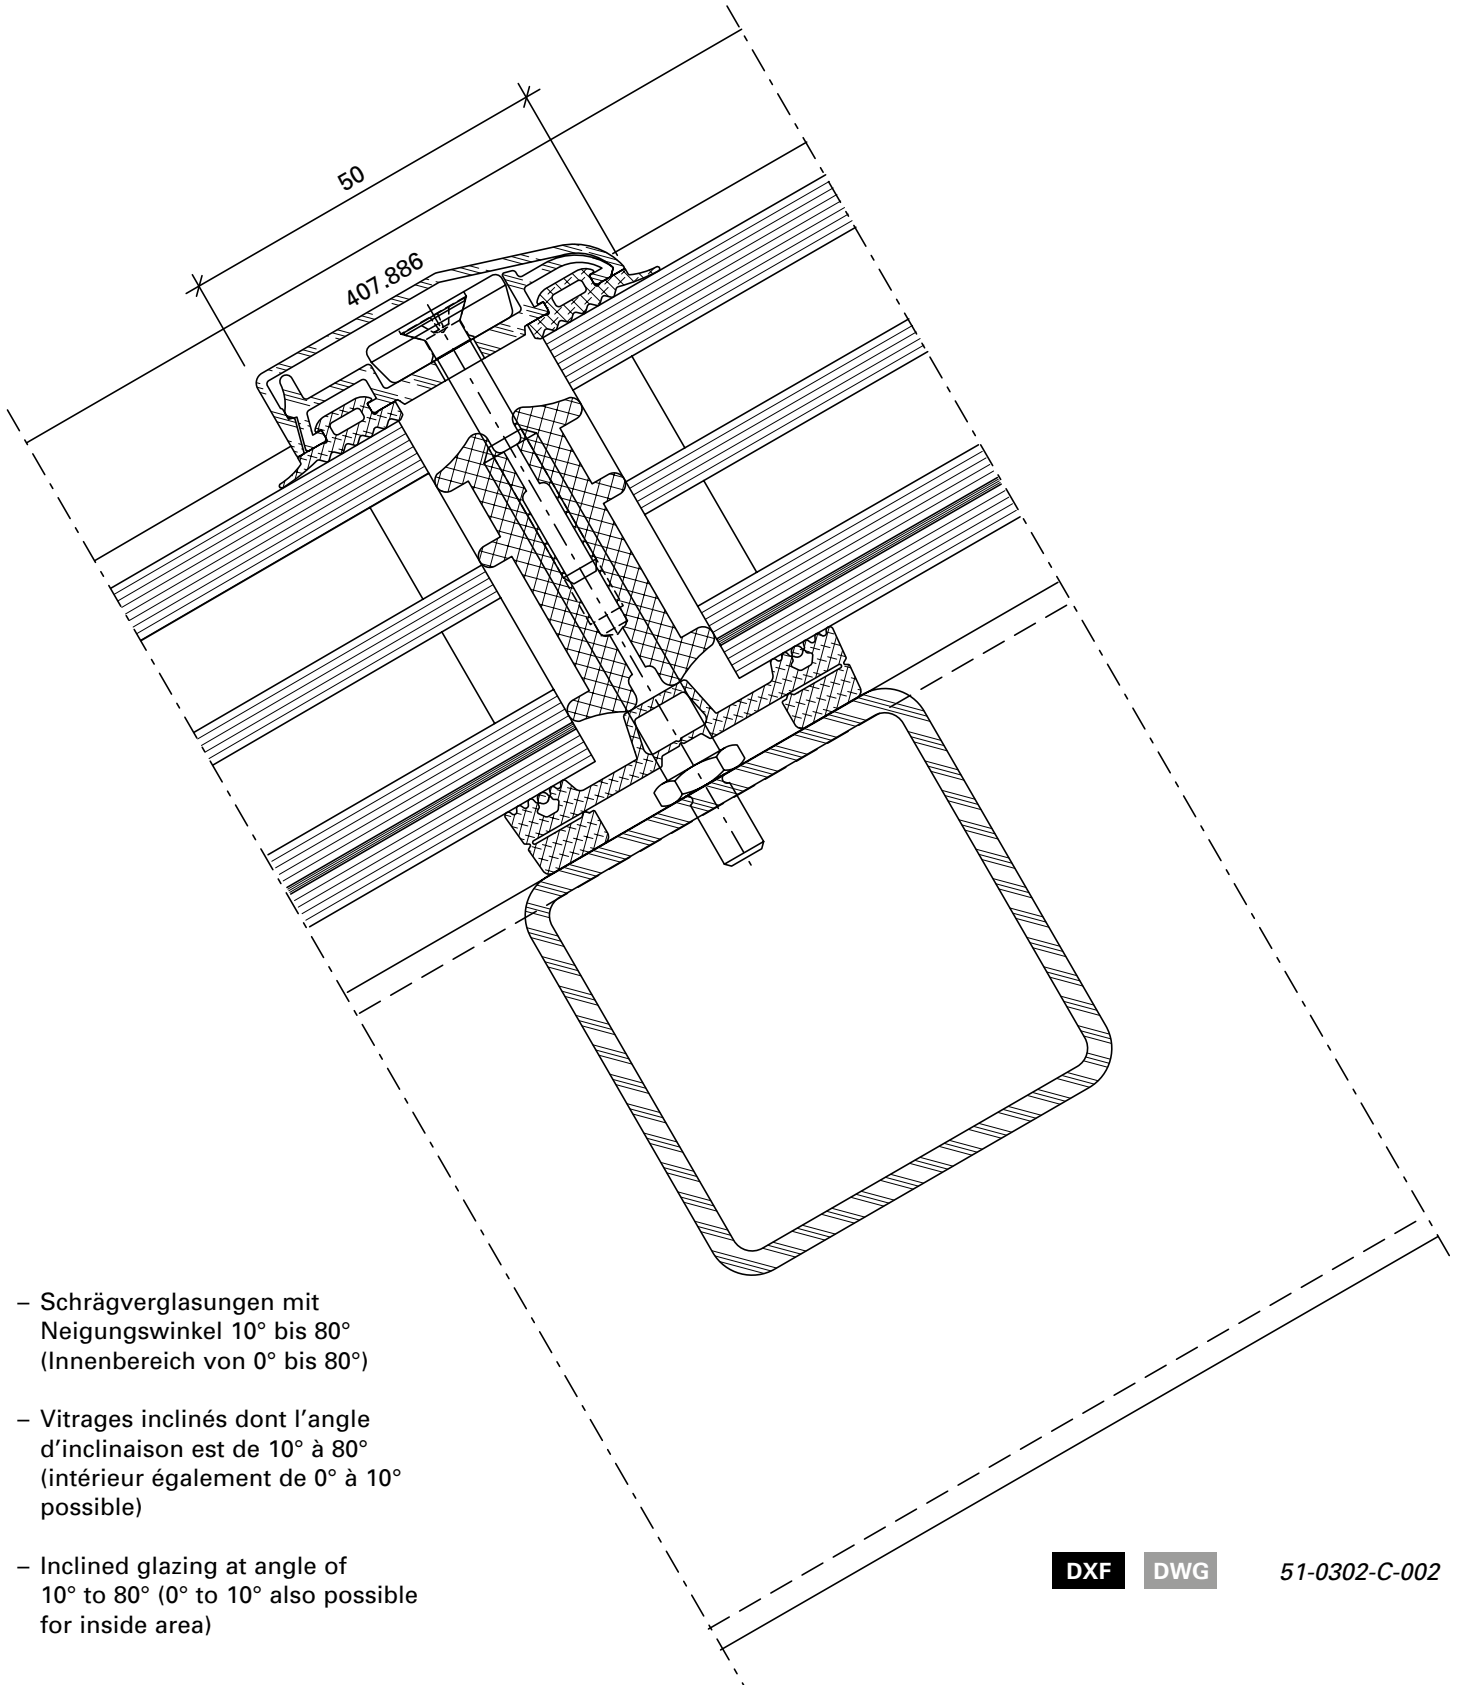 50
407.886
– Schrägverglasungen mit
Neigungswinkel 10° bis 80°
(Innenbereich von 0° bis 80°)
– Vitrages inclinés dont l'angle
d'inclinaison est de 10° à 80°
(intérieur également de 0° à 10°
possible)
– Inclined glazing at angle of
10° to 80° (0° to 10° also possible
for inside area)
DXF DWG 51-0302-C-002